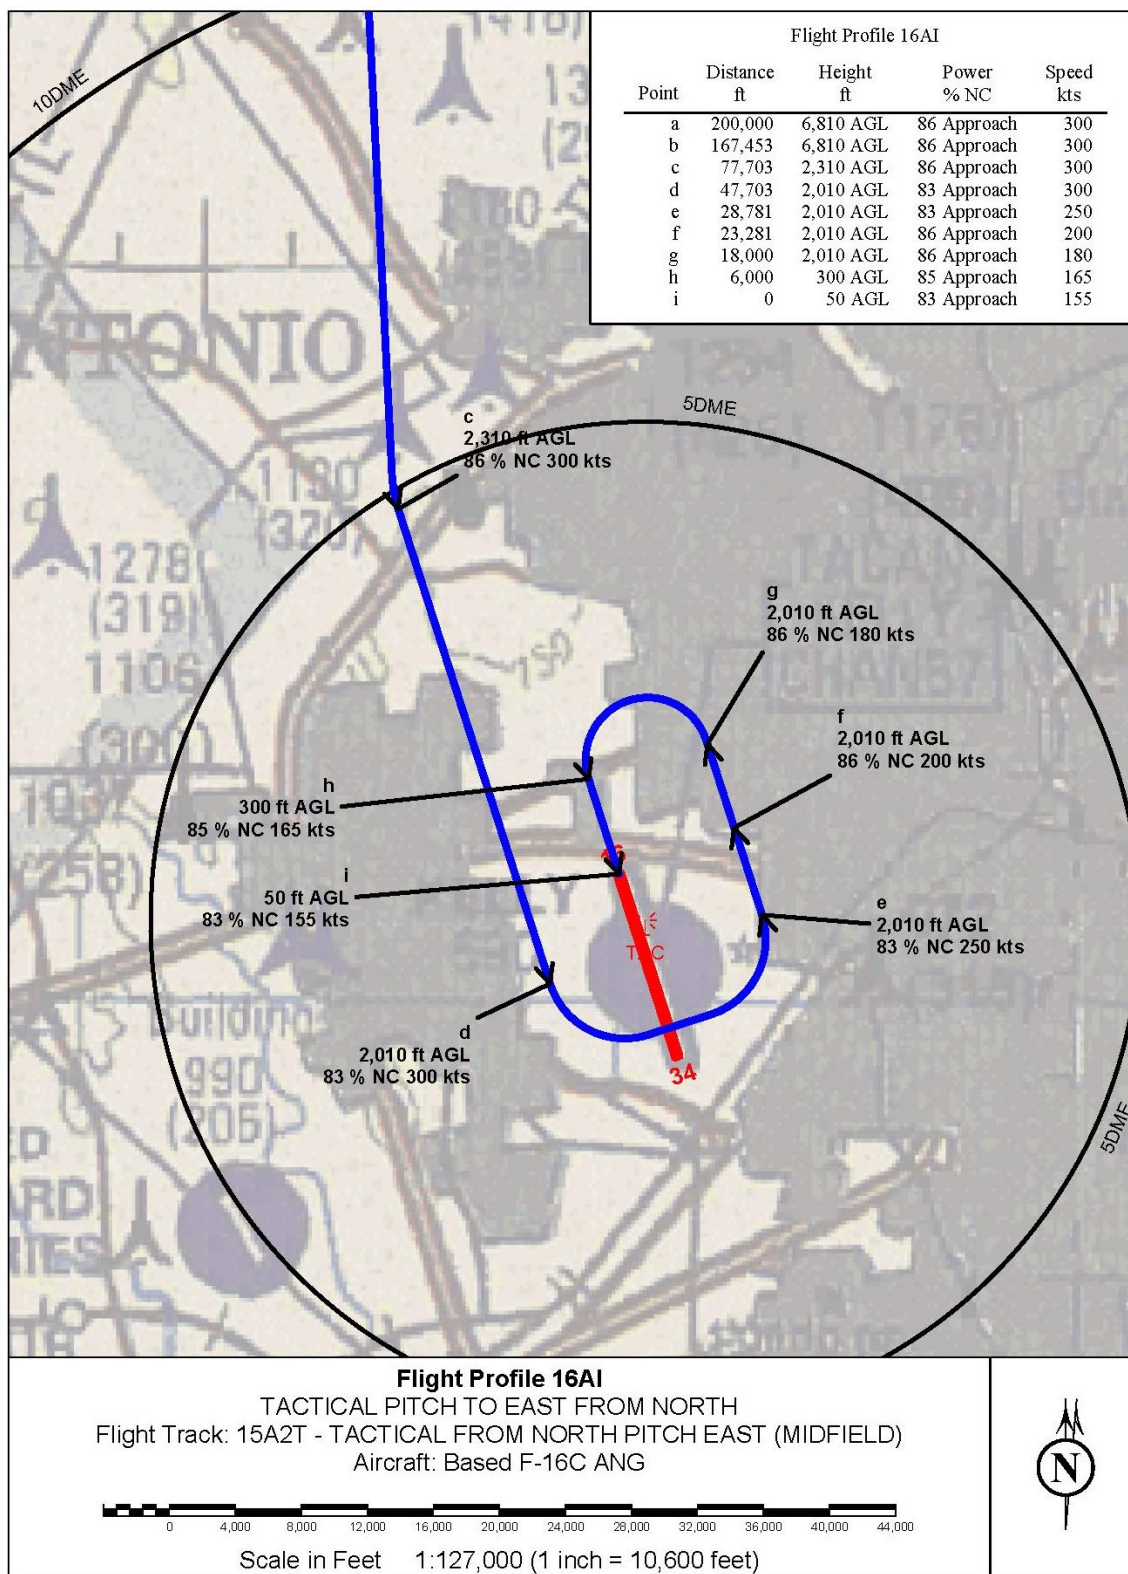 Flight Profile 16AI
Point Distance ft Height ft Power % NC Speed kts
a 200,000 6,810 AGL 86 Approach 300
b 167,453 6,810 AGL 86 Approach 300
c 77,703 2,310 AGL 86 Approach 300
d 47,703 2,010 AGL 83 Approach 300
e 28,781 2,010 AGL 83 Approach 250
f 23,281 2,010 AGL 86 Approach 200
g 18,000 2,010 AGL 86 Approach 180
h 6,000 300 AGL 85 Approach 165
i 0 50 AGL 83 Approach 155
10DME
NTONIO
5DME
c
2,310 ft AGL
86 % NC 300 kts
1278
(319)
1106
g
2,010 ft AGL
86 % NC 180 kts
f
2,010 ft AGL
86 % NC 200 kts
h
300 ft AGL
85 % NC 165 kts
i
50 ft AGL
83 % NC 155 kts
e
2,010 ft AGL
83 % NC 250 kts
d
2,010 ft AGL
83 % NC 300 kts
Building
990
(205)
34
5DME
Flight Profile 16AI
TACTICAL PITCH TO EAST FROM NORTH
Flight Track: 15A2T - TACTICAL FROM NORTH PITCH EAST (MIDFIELD)
Aircraft: Based F-16C ANG
0 4,000 8,000 12,000 16,000 20,000 24,000 28,000 32,000 36,000 40,000 44,000
Scale in Feet 1:127,000 (1 inch = 10,600 feet)
N